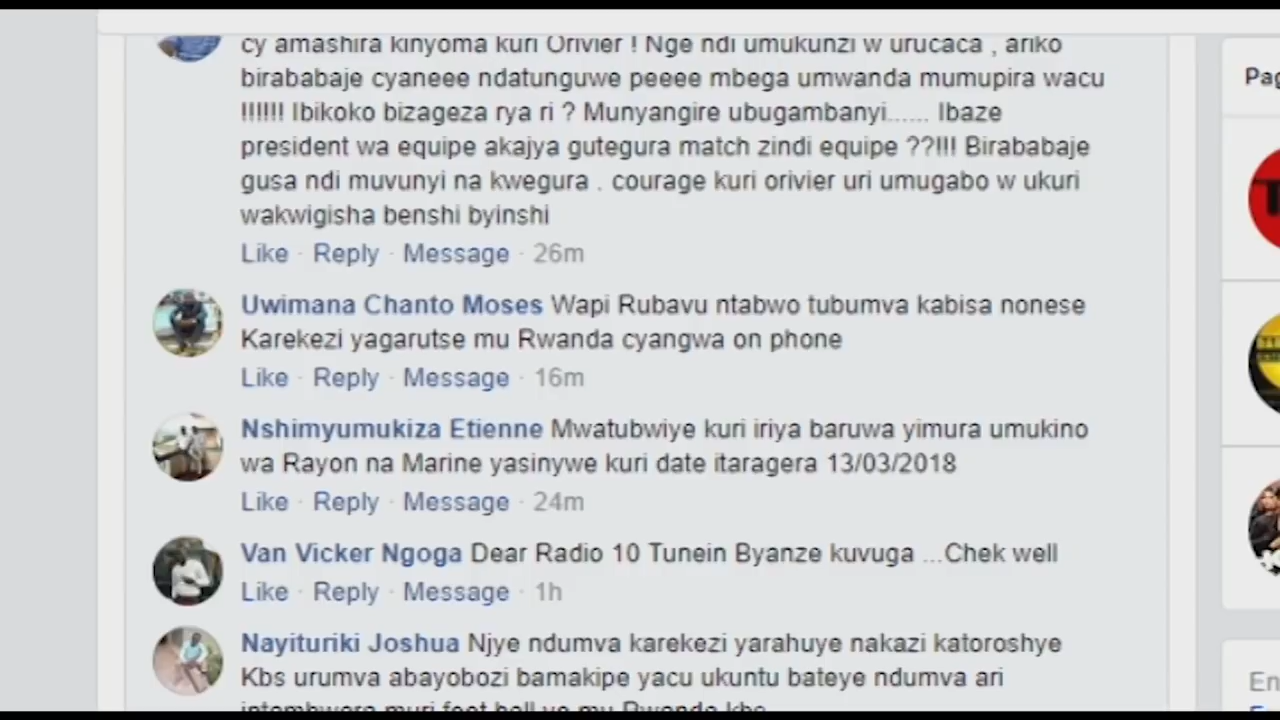 cy amashira kinyoma kuri Orivier ! Nge ndi umukunzi w urucaca , ariko
birababaje cyaneee ndatunguwe peeee mbega umwanda mumupira wacu
!!!!!! Ibikoko bizageza rya ri ? Munyangire ubugambanyi...... Ibaze
president wa equipe akajya gutegura match zindi equipe ??!!! Birababaje
gusa ndi muvunyi na kwegura . courage kuri orivier uri umugabo w ukuri
wakwigisha benshi byinshi
Like · Reply · Message · 26m
Uwimana Chanto Moses Wapi Rubavu ntabwo tubumva kabisa nonese
Karekezi yagarutse mu Rwanda cyangwa on phone
Like · Reply · Message · 16m
Nshimyumukiza Etienne Mwatubwiye kuri iriya baruwa yimura umukino
wa Rayon na Marine yasinywe kuri date itaragera 13/03/2018
Like · Reply · Message · 24m
Van Vicker Ngoga Dear Radio 10 Tunein Byanze kuvuga ...Chek well
Like · Reply · Message · 1h
Nayituriki Joshua Njye ndumva karekezi yarahuye nakazi katoroshye
Kbs urumva abayobozi bamakipe yacu ukuntu bateye ndumva ari
Pag
En